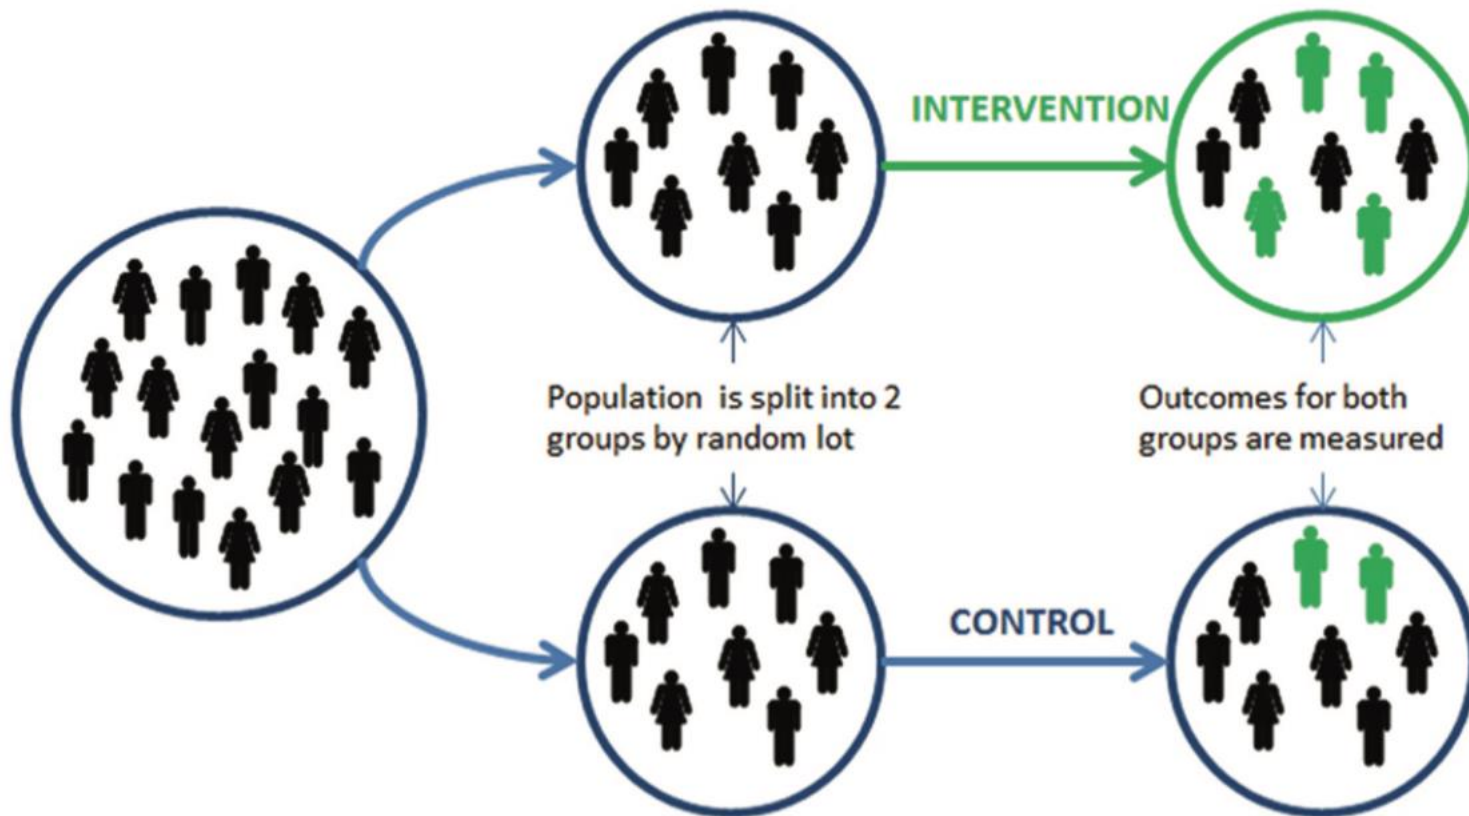 INTERVENTION
Population is split into 2
groups by random lot
Outcomes for both
groups are measured
CONTROL